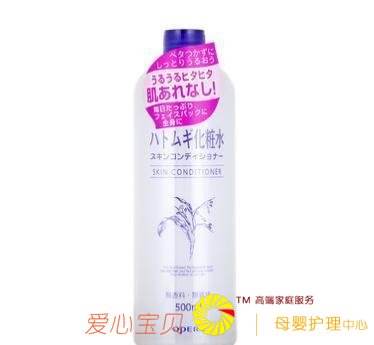 ベタつかずに
しっとりうるおう
うるうるヒタヒタ
肌あれなし!
毎日たっぷり、
フェイスパックに
全身に
ハトムギ化粧水
スキンコンディショナー
SKIN CONDITIONER
無香料・無着色
500m
OPERA
TM 高端家庭服务
爱心宝贝
母婴护理中心